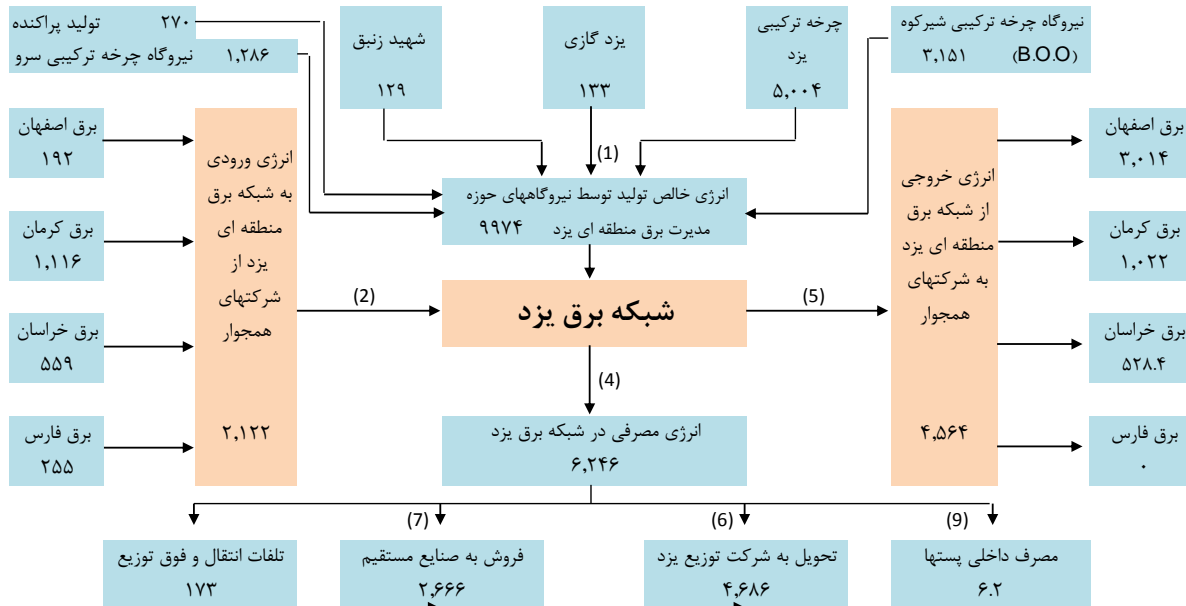 تولید پراکنده ۲۷۰
نیروگاه چرخه ترکیبی سرو ۱,۲۸۶
شهید زنبق
۱۲۹
یزد گازی
۱۳۳
چرخه ترکیبی
یزد
۵,۰۰۴
نیروگاه چرخه ترکیبی شیرکوه
(B.O.O) ۳,۱۵۱
(1)
انرژی خالص تولید توسط نیروگاههای حوزه
مدیرت برق منطقه ای یزد ۹۹۷۴
برق اصفهان
۱۹۲
برق کرمان
۱,۱۱۶
برق خراسان
۵۵۹
برق فارس
۲۵۵
انرژی ورودی
به شبکه برق
منطقه ای
یزد از
شرکتهای
همجوار
۲,۱۲۲
(2)
شبکه برق یزد
(5)
انرژی خروجی
از شبکه برق
منطقه ای یزد
به شرکتهای
همجوار
۴,۵۶۴
برق اصفهان
۳,۰۱۴
برق کرمان
۱,۰۲۲
برق خراسان
۵۲۸.۴
برق فارس
۰
(4)
انرژی مصرفی در شبکه برق یزد
۶,۲۴۶
(7)
(6)
(9)
تلفات انتقال و فوق توزیع
۱۷۳
فروش به صنایع مستقیم
۲,۶۶۶
تحویل به شرکت توزیع یزد
۴,۶۸۶
مصرف داخلی پستها
۶.۲